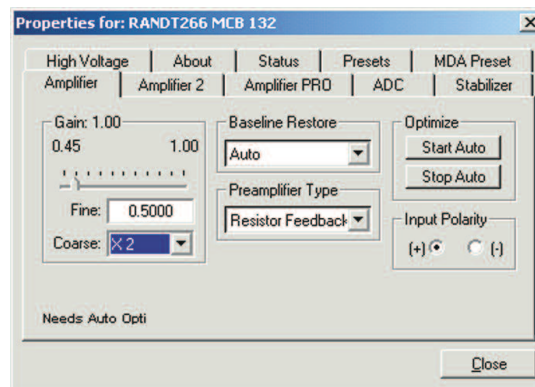 Properties for: RANDT266 MCB 132
High Voltage About Status Presets MDA Preset
Amplifier Amplifier 2 Amplifier PRO ADC Stabilizer
Gain: 1.00
0.45 1.00
Fine: 0.5000
Coarse: X 2
Baseline Restore
Auto
Preamplifier Type
Resistor Feedback
Optimize
Start Auto
Stop Auto
Input Polarity
(+) (-)
Needs Auto Opti
Close